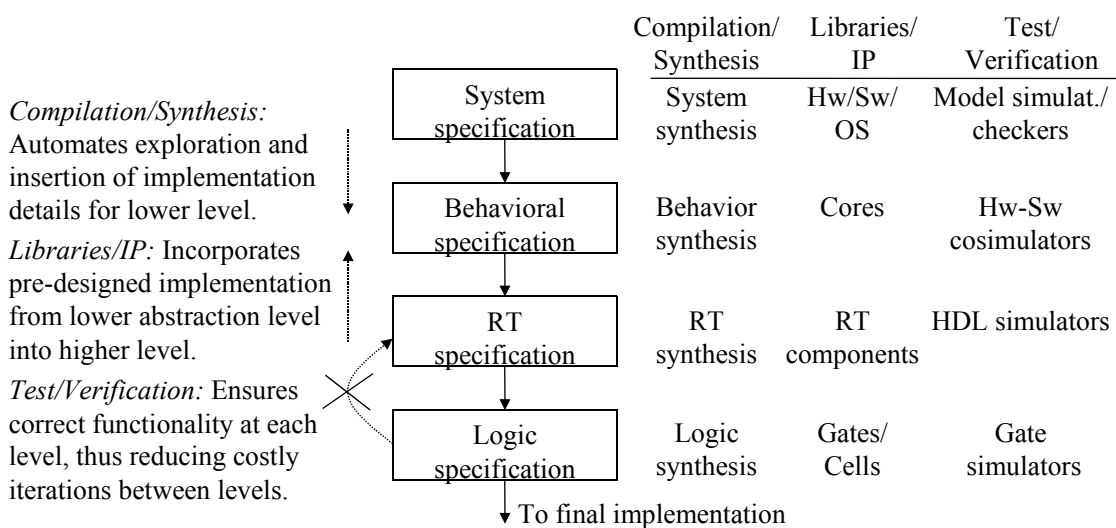 Compilation/Synthesis:
Automates exploration and
insertion of implementation
details for lower level.
Libraries/IP: Incorporates
pre-designed implementation
from lower abstraction level
into higher level.
Test/Verification: Ensures
correct functionality at each
level, thus reducing costly
iterations between levels.
System
specification
Behavioral
specification
RT
specification
Logic
specification
To final implementation
Compilation/
Synthesis
Libraries/
IP
Test/
Verification
System
synthesis
Hw/Sw/
OS
Model simulat./
checkers
Behavior
synthesis
Cores
Hw-Sw
cosimulators
RT
synthesis
RT
components
HDL simulators
Logic
synthesis
Gates/
Cells
Gate
simulators